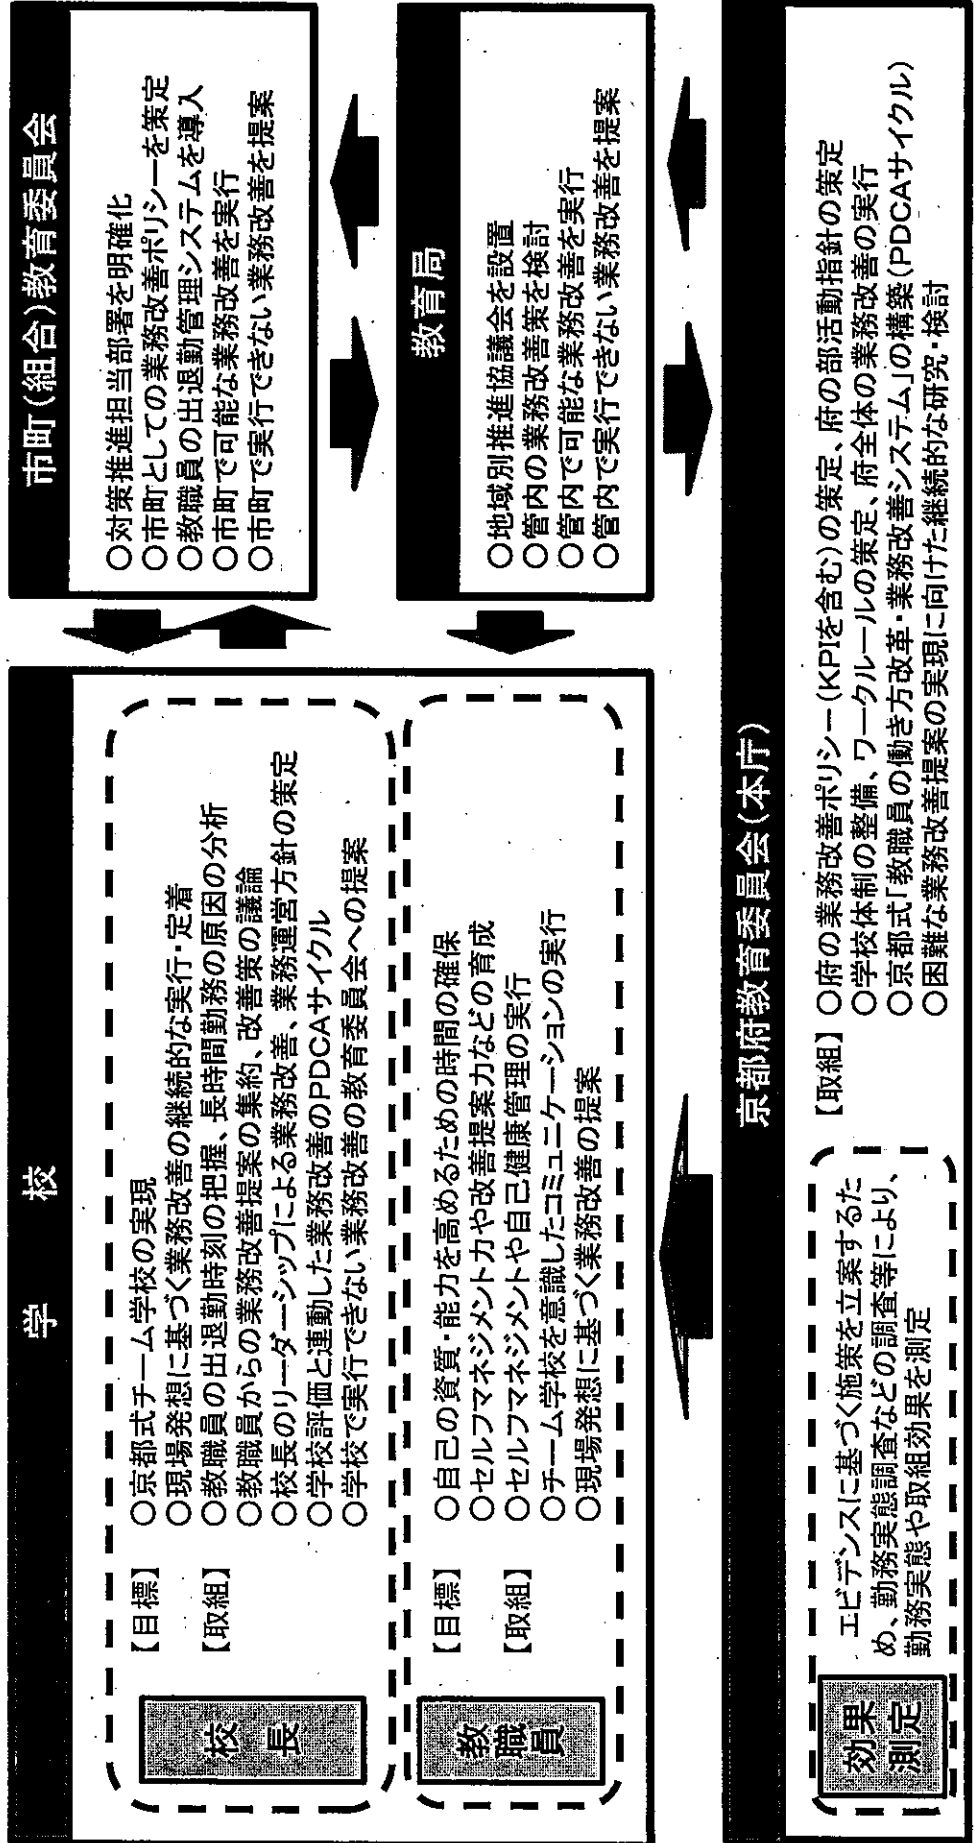 学　校
校長
【目標】
○京都式チーム学校の実現
○現場発想に基づく業務改善の継続的な実行・定着
【取組】
○教職員の出退勤時刻の把握、長時間勤務の原因の分析
○教職員からの業務改善提案の集約、改善策の議論
○校長のリーダーシップによる業務改善、業務運営方針の策定
○学校評価と連動した業務改善のPDCAサイクル
○学校で実行できない業務改善の教育委員会への提案
教職員
【目標】
○自己の資質・能力を高めるための時間の確保
○セルフマネジメント力や改善提案力などの育成
【取組】
○セルフマネジメントや自己健康管理の実行
○チーム学校を意識したコミュニケーションの実行
○現場発想に基づく業務改善の提案
市町(組合)教育委員会
○対策推進担当部署を明確化
○市町としての業務改善ポリシーを策定
○教職員の出退勤管理システムを導入
○市町で可能な業務改善を実行
○市町で実行できない業務改善を提案
教育局
○地域別推進協議会を設置
○管内の業務改善策を検討
○管内で可能な業務改善を実行
○管内で実行できない業務改善を提案
京都府教育委員会(本庁)
効果測定
エビデンスに基づく施策を立案するた
め、勤務実態調査などの調査等により、
勤務実態や取組効果を測定
【取組】
○府の業務改善ポリシー(KPIを含む)の策定、府の部活動指針の策定
○学校体制の整備、ワークルールの策定、府全体の業務改善の実行
○京都式「教職員の働き方改革・業務改善システム」の構築(PDCAサイクル)
○困難な業務改善提案の実現に向けた継続的な研究・検討